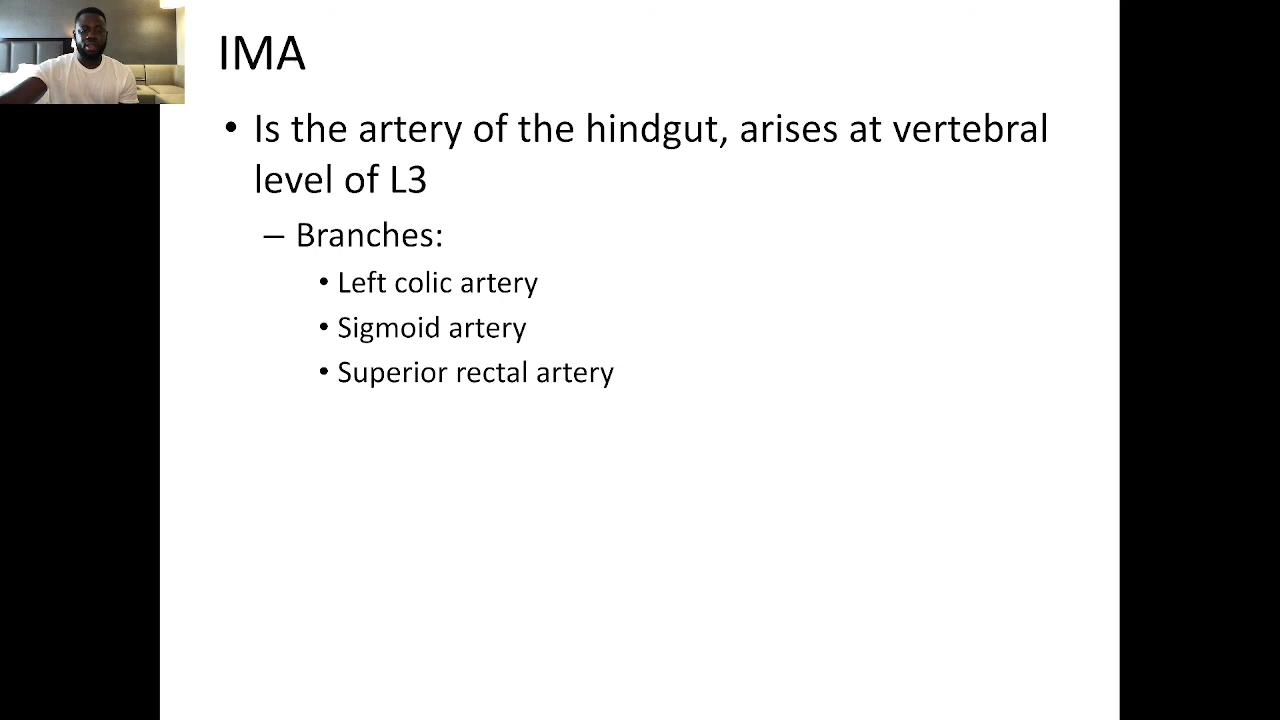 IMA
• Is the artery of the hindgut, arises at vertebral
level of L3
– Branches:
• Left colic artery
• Sigmoid artery
• Superior rectal artery